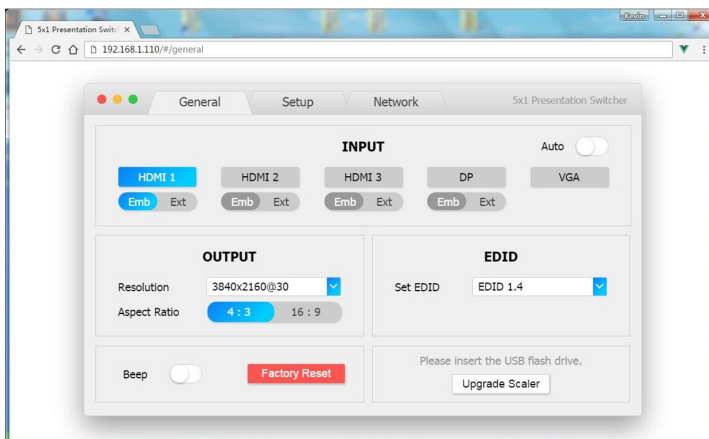 Kevin
5x1 Presentation Switc
192.168.1.110/#/general
General Setup Network 5x1 Presentation Switcher
INPUT Auto
HDMI 1 HDMI 2 HDMI 3 DP VGA
Emb Ext Emb Ext Emb Ext Emb Ext
OUTPUT EDID
Resolution 3840x2160@30 Set EDID EDID 1.4
Aspect Ratio 4 : 3 16 : 9
Beep Factory Reset Please insert the USB flash drive.
Upgrade Scaler